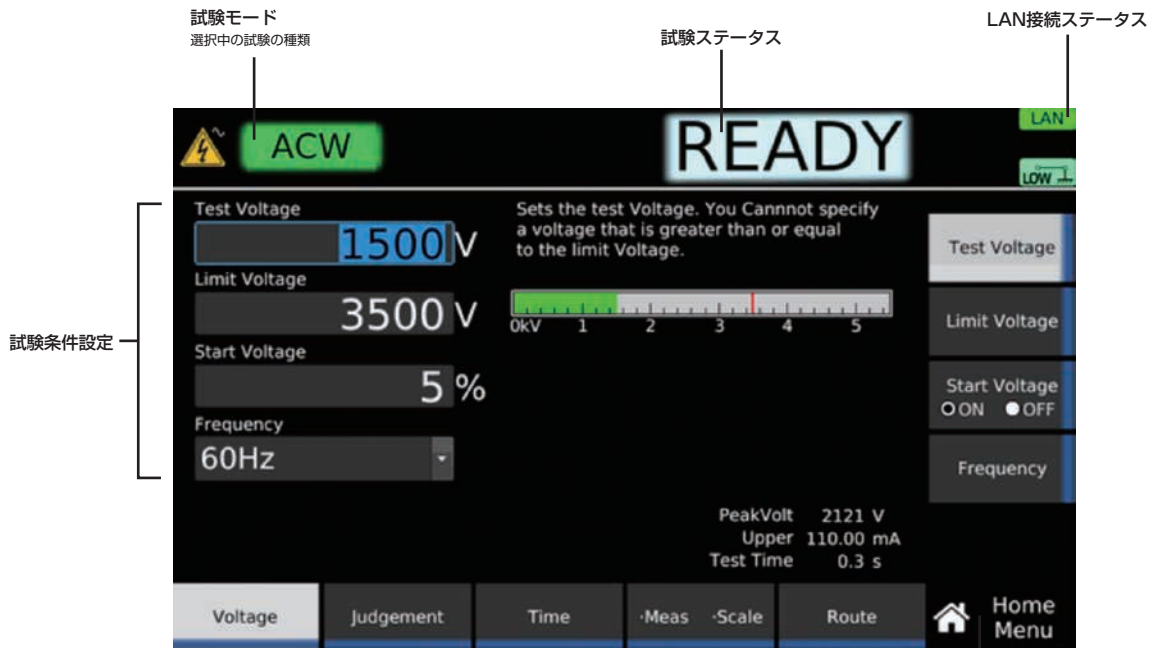 試験モード
選択中の試験の種類
試験ステータス
LAN接続ステータス
ACW
READY
LAN
LOW
試験条件設定
Test Voltage
1500 V
Limit Voltage
3500 V
Start Voltage
5 %
Frequency
60Hz
Sets the test Voltage. You Cannnot specify
a voltage that is greater than or equal
to the limit Voltage.
0kV 1 2 3 4 5
PeakVolt 2121 V
Upper 110.00 mA
Test Time 0.3 s
Test Voltage
Limit Voltage
Start Voltage
ON OFF
Frequency
Voltage
Judgement
Time
·Meas ·Scale
Route
Home
Menu